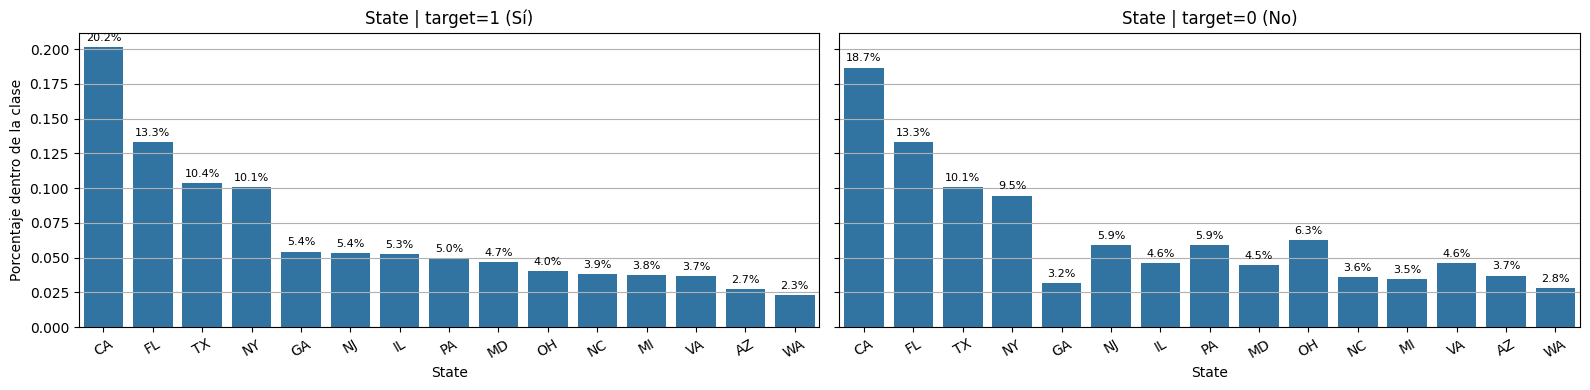 State | target=1 (Sí)
Porcentaje dentro de la clase
0.200
0.175
0.150
0.125
0.100
0.075
0.050
0.025
0.000
20.2%
13.3%
10.4%
10.1%
5.4%
5.4%
5.3%
5.0%
4.7%
4.0%
3.9%
3.8%
3.7%
2.7%
2.3%
CA
FL
TX
NY
GA
NJ
IL
PA
MD
OH
NC
MI
VA
AZ
WA
State
State | target=0 (No)
18.7%
13.3%
10.1%
9.5%
3.2%
5.9%
4.6%
5.9%
4.5%
6.3%
3.6%
3.5%
4.6%
3.7%
2.8%
CA
FL
TX
NY
GA
NJ
IL
PA
MD
OH
NC
MI
VA
AZ
WA
State